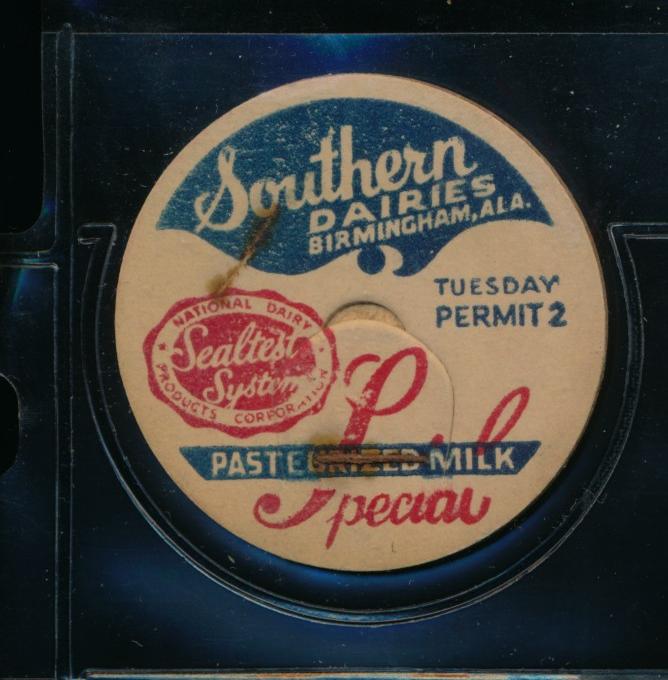 Southern
DAIRIES
BIRMINGHAM, ALA.
TUESDAY
PERMIT 2
NATIONAL DAIRY
Sealtest
System
PRODUCTS CORPORATION
PASTEURIZED MILK
Special